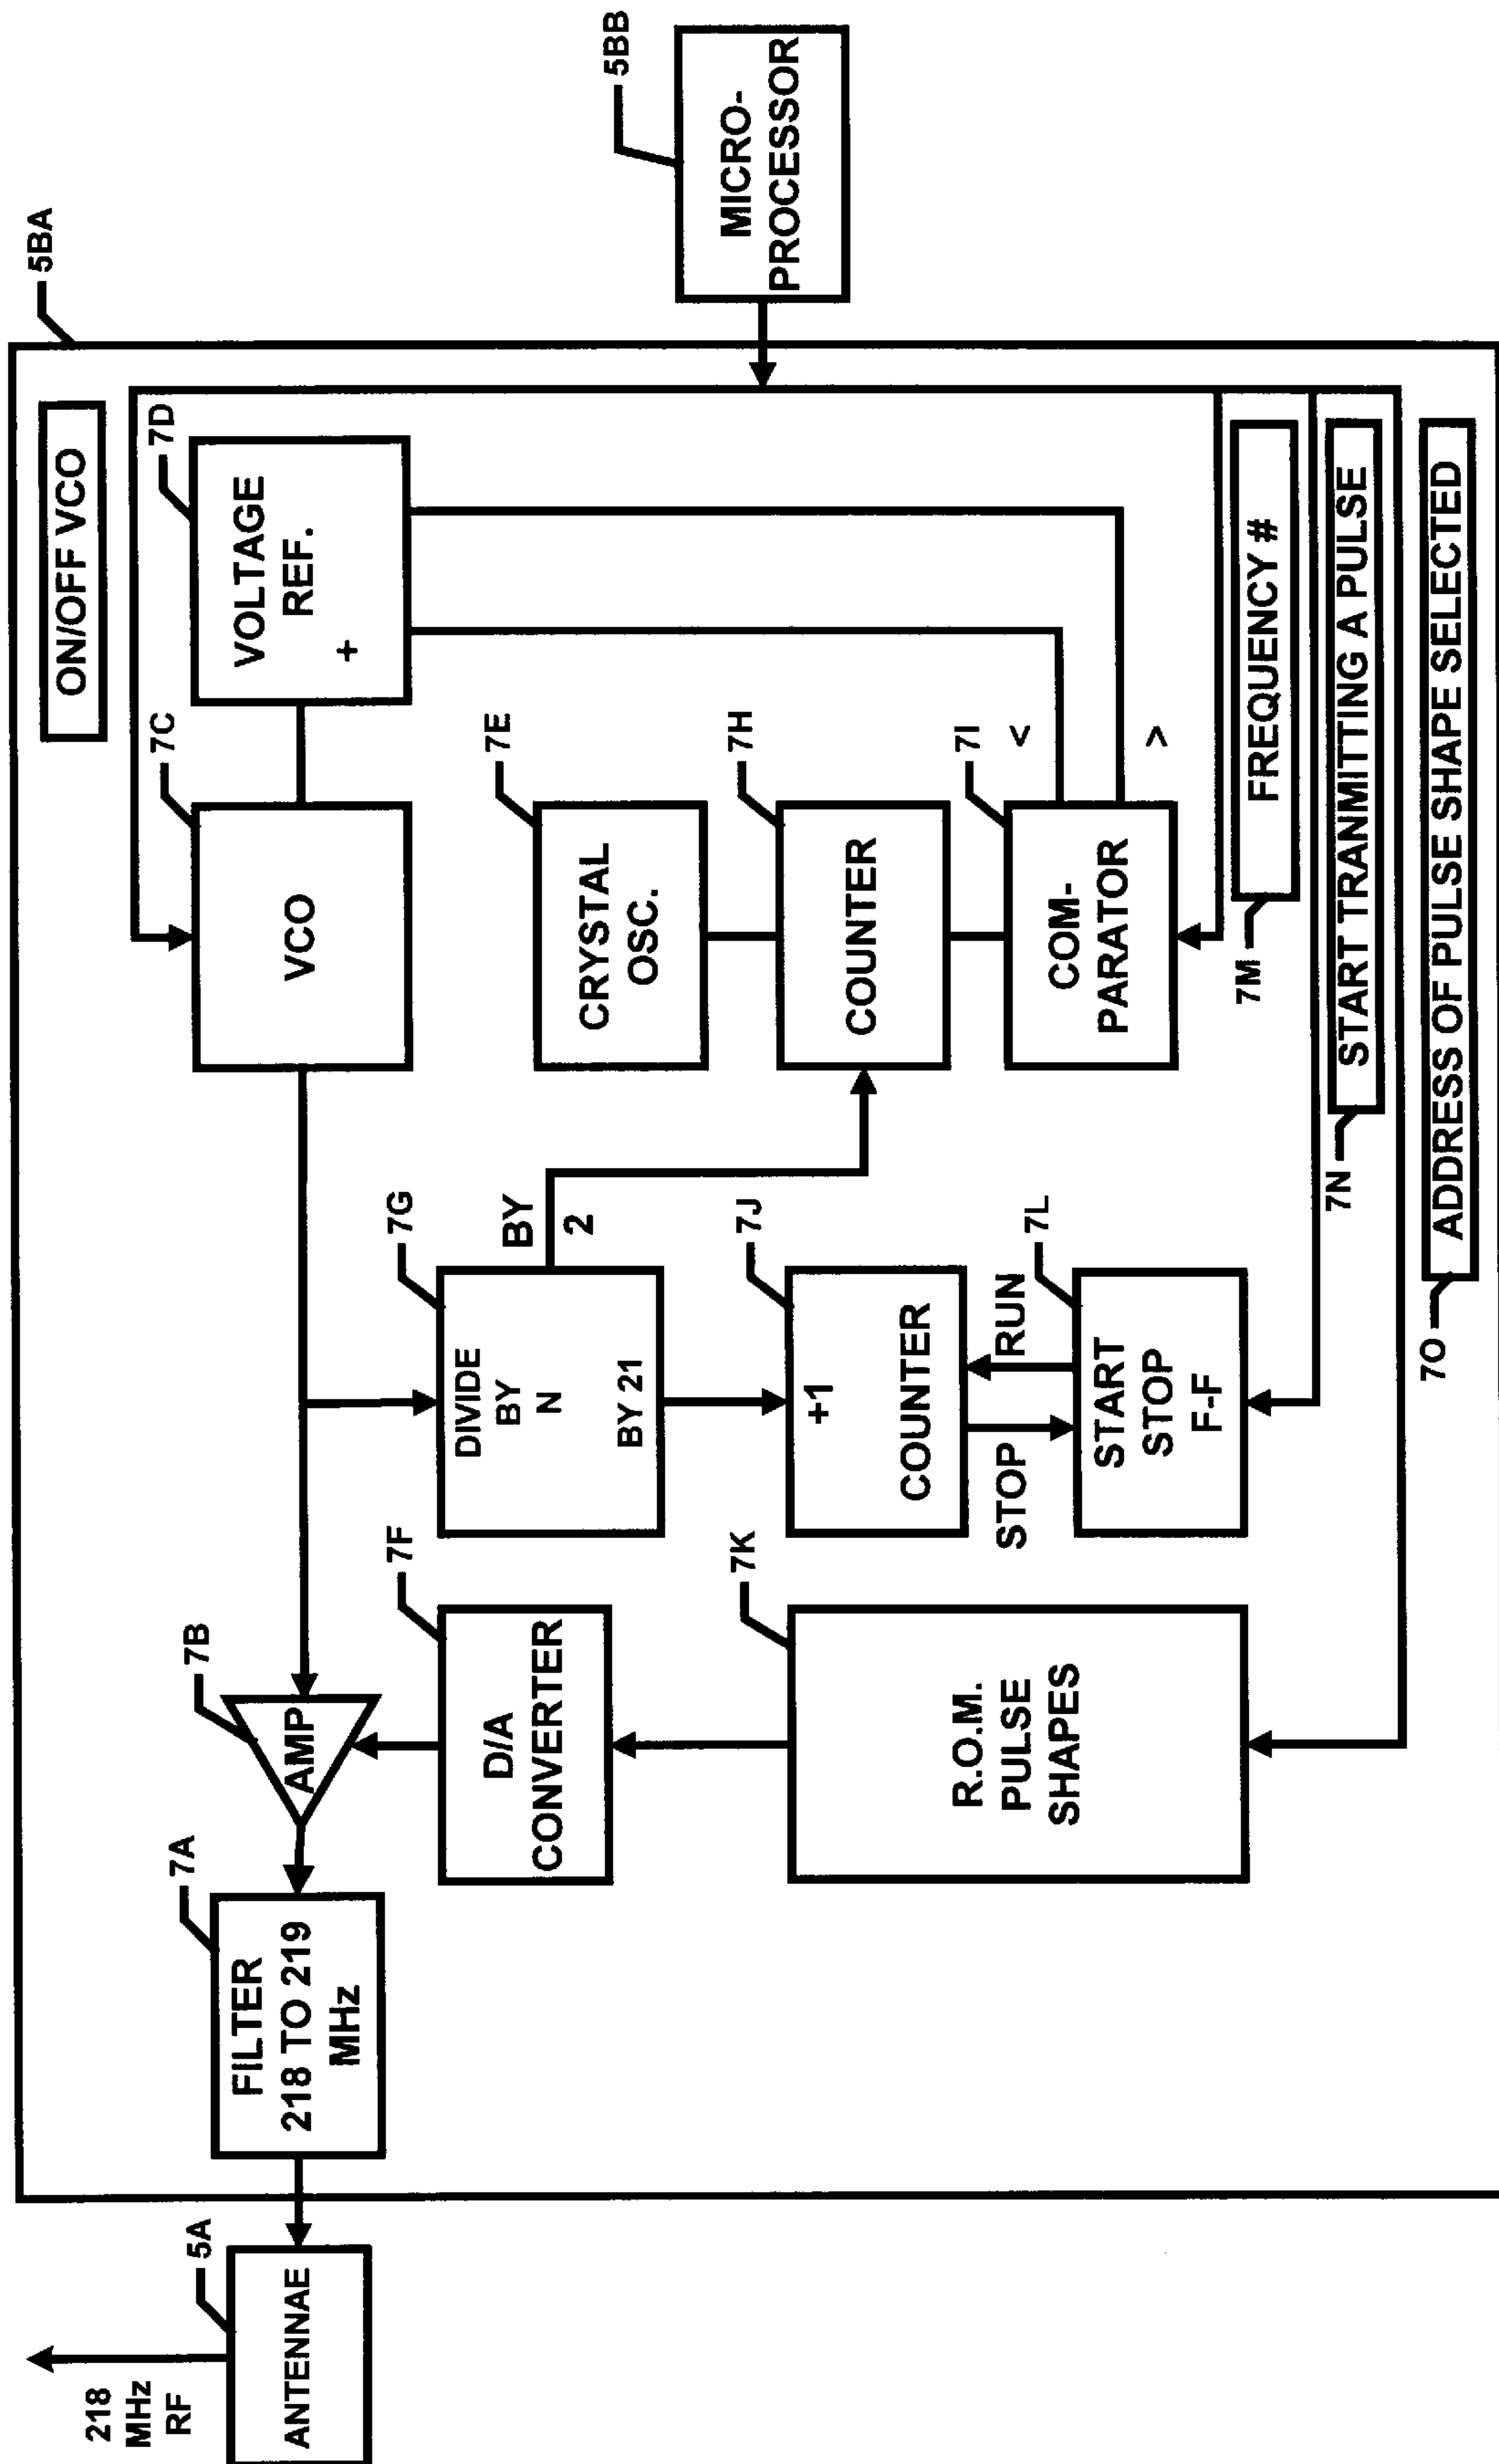 218
MHz
RF
5A
ANTENNAE
5BA
5BB
MICRO-
PROCESSOR
ON/OFF VCO
7A
FILTER
218 TO 219
MHz
7B
AMP
7C
VCO
7D
VOLTAGE
REF.
+
7E
CRYSTAL
OSC.
7F
D/A
CONVERTER
7G
DIVIDE
BY
N
BY 21
BY
2
7H
COUNTER
7I
COM-
PARATOR
<
>
7J
+1
COUNTER
7K
R.O.M.
PULSE
SHAPES
STOP
RUN
7L
START
STOP
F-F
7M
FREQUENCY #
7N
START TRANMITTING A PULSE
7O
ADDRESS OF PULSE SHAPE SELECTED